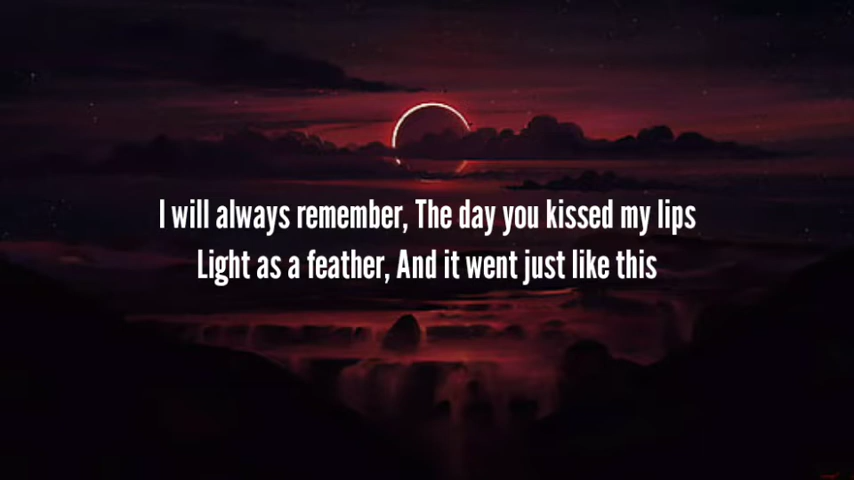 I will always remember, The day you kissed my lips
Light as a feather, And it went just like this